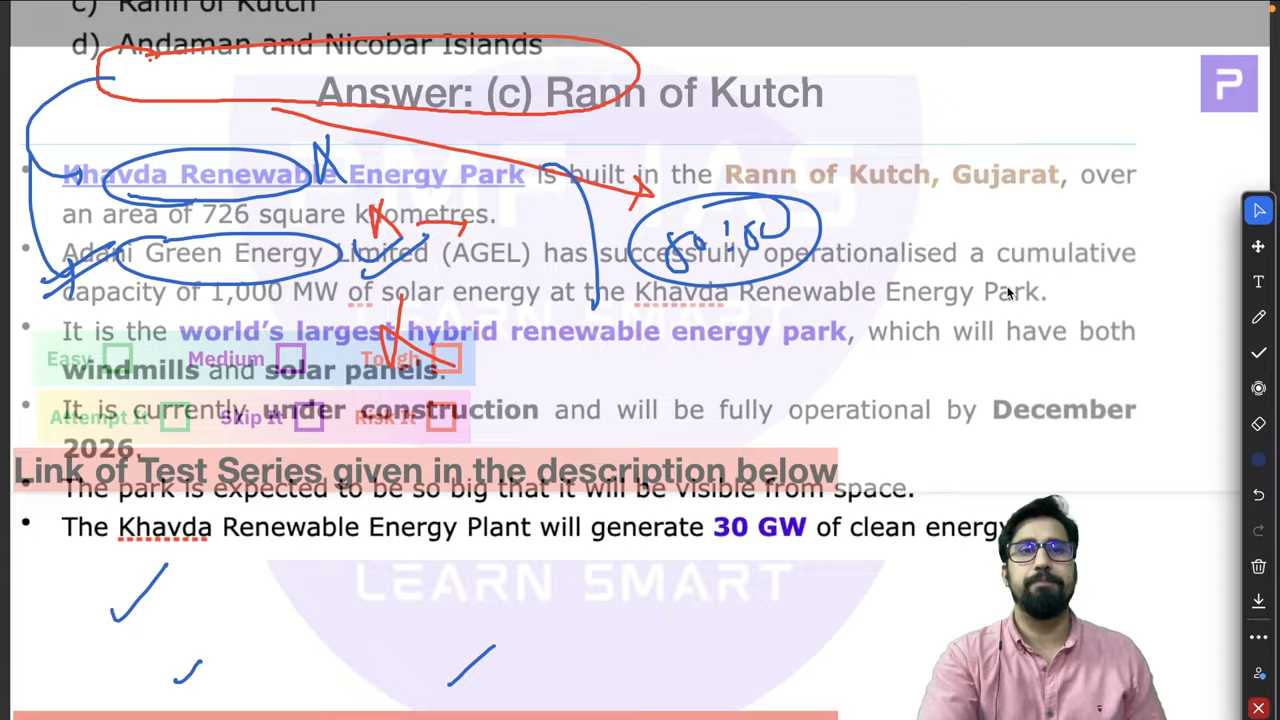 c) Rann of Kutch
d) Andaman and Nicobar Islands
Answer: (c) Rann of Kutch
P
• Khavda Renewable Energy Park is built in the Rann of Kutch, Gujarat, over
an area of 726 square kilometres.
• Adani Green Energy Limited (AGEL) has successfully operationalised a cumulative
capacity of 1,000 MW of solar energy at the Khavda Renewable Energy Park.
• It is the world's largest hybrid renewable energy park, which will have both
windmills and solar panels.
Easy Medium Tough
• It is currently under construction and will be fully operational by December
2026.
Attempt It Skip It Risk It
Link of Test Series given in the description below
• The park is expected to be so big that it will be visible from space.
• The Khavda Renewable Energy Plant will generate 30 GW of clean energy
LEARN SMART